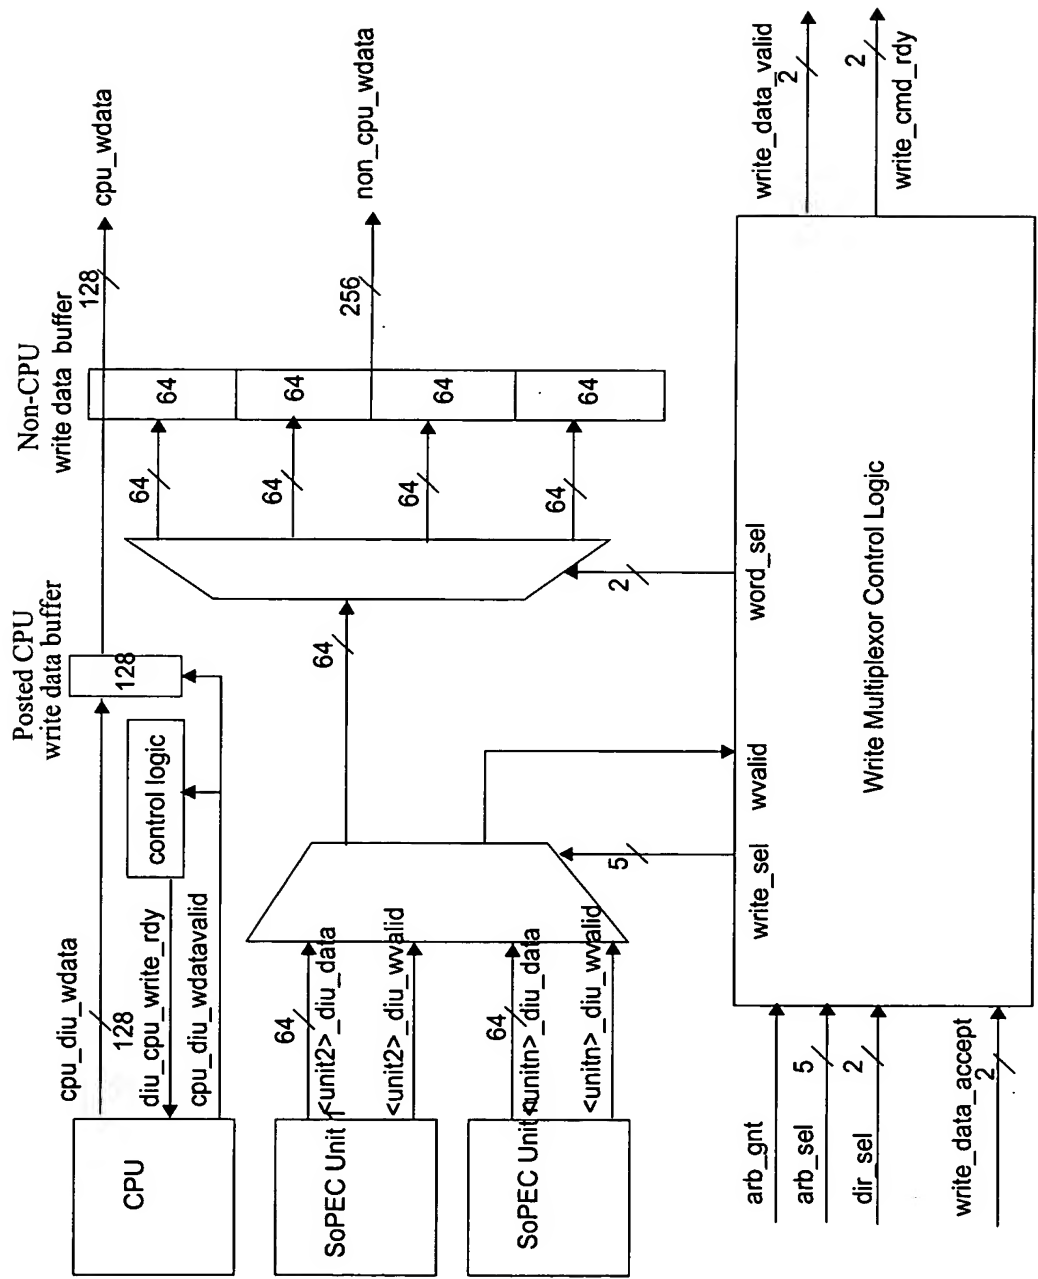 CPU
SoPEC Unit 1
SoPEC Unit n
cpu_diu_wdata
128
diu_cpu_write_rdy
cpu_diu_wdatavalid
control logic
Posted CPU
write data buffer
128
Non-CPU
write data buffer
128
cpu_wdata
64
<unit2>_diu_data
<unit2>_diu_wvalid
64
<unitn>_diu_data
<unitn>_diu_wvalid
64
64
64
64
64
64
64
64
64
256
non_cpu_wdata
5
2
write_sel
wvalid
word_sel
Write Multiplexor Control Logic
arb_gnt
arb_sel
5
dir_sel
2
write_data_accept
2
write_data_valid
2
2
write_cmd_rdy